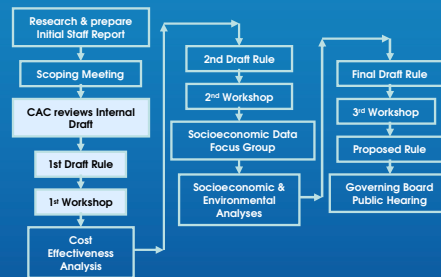 Research & prepare
Initial Staff Report
Scoping Meeting
CAC reviews Internal
Draft
1st Draft Rule
1st Workshop
Cost
Effectiveness
Analysis
2nd Draft Rule
2nd Workshop
Socioeconomic Data
Focus Group
Socioeconomic &
Environmental
Analyses
Final Draft Rule
3rd Workshop
Proposed Rule
Governing Board
Public Hearing